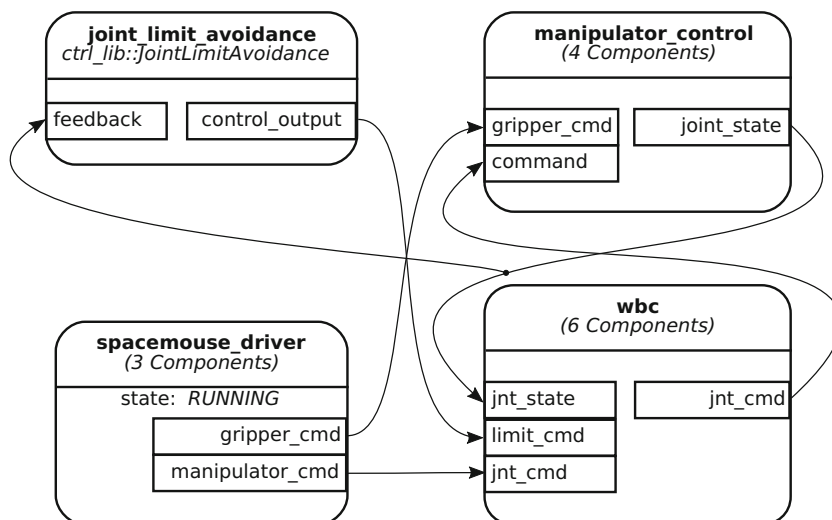 joint_limit_avoidance
ctrl_lib::JointLimitAvoidance
feedback
control_output
manipulator_control
(4 Components)
gripper_cmd
joint_state
command
spacemouse_driver
(3 Components)
state: RUNNING
gripper_cmd
manipulator_cmd
wbc
(6 Components)
jnt_state
jnt_cmd
limit_cmd
jnt_cmd